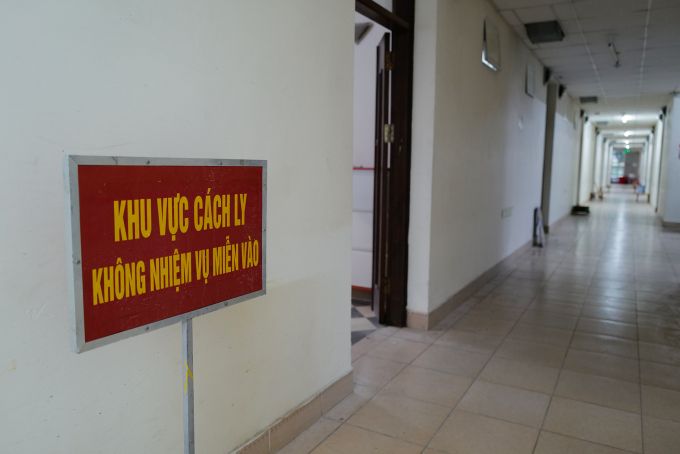 KHU VỰC CÁCH LY
KHÔNG NHIỆM VỤ MIỄN VÀO